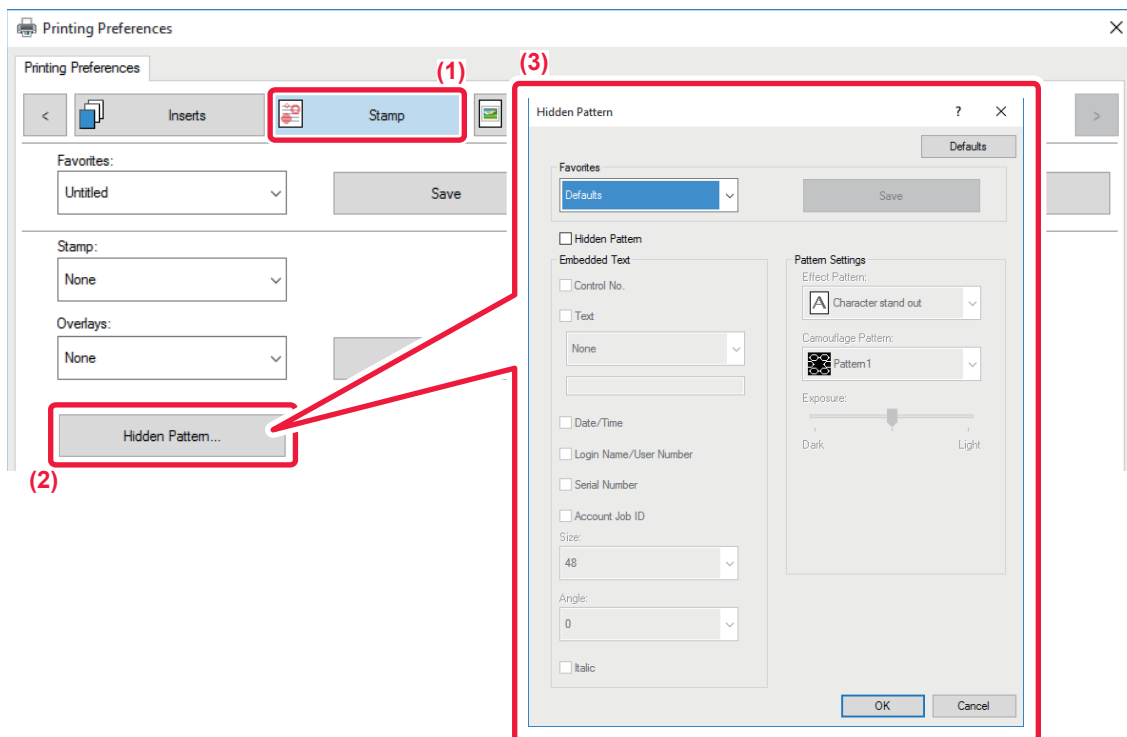 Printing Preferences
Printing Preferences
(1)
(3)
< Inserts Stamp >
Favorites:
Untitled Save
Stamp:
None
Overlays:
None
Hidden Pattern...
(2)
Hidden Pattern ?
Defaults
Favorites
Defaults Save
Hidden Pattern
Embedded Text
Control No.
Text
None
Date/Time
Login Name/User Number
Serial Number
Account Job ID
Size:
48
Angle:
0
Italic
Pattern Settings
Effect Pattern:
A Character stand out
Camouflage Pattern:
Pattern1
Exposure:
Dark Light
OK Cancel